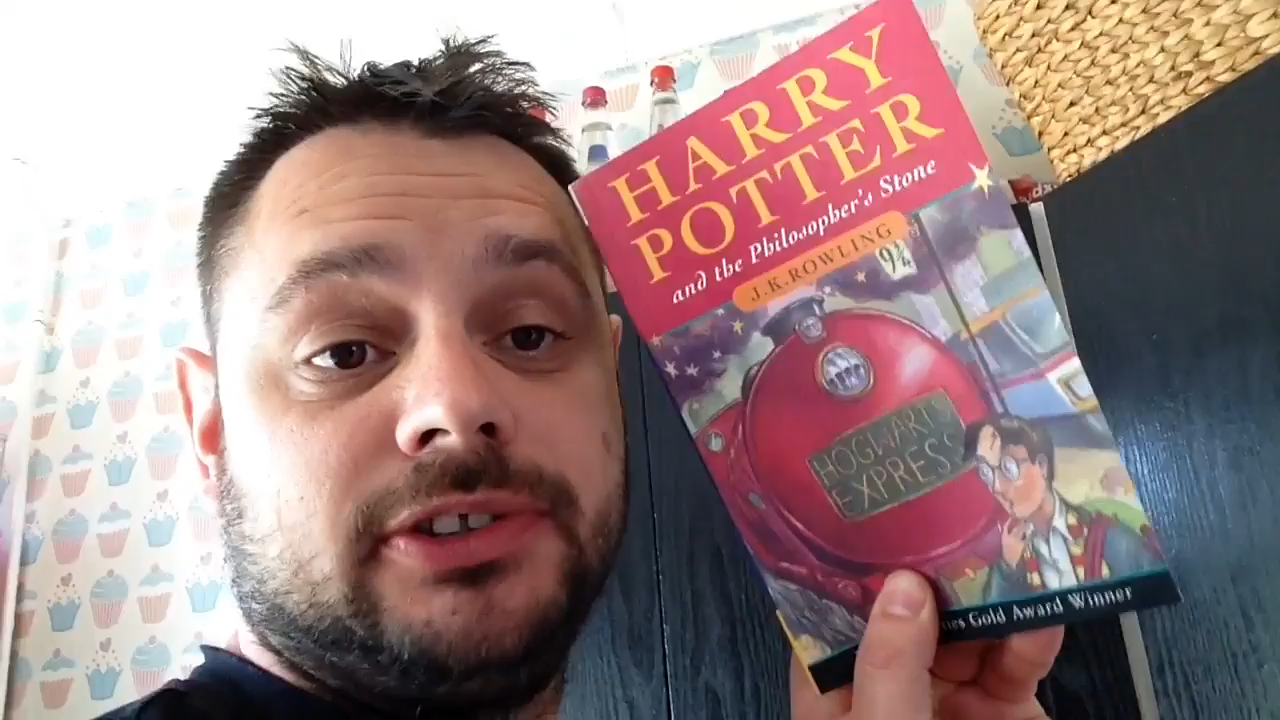 HARRY
POTTER
and the Philosopher's Stone
J.K.ROWLING
9¾
HOGWARTS
EXPRESS
Gold Award Winner